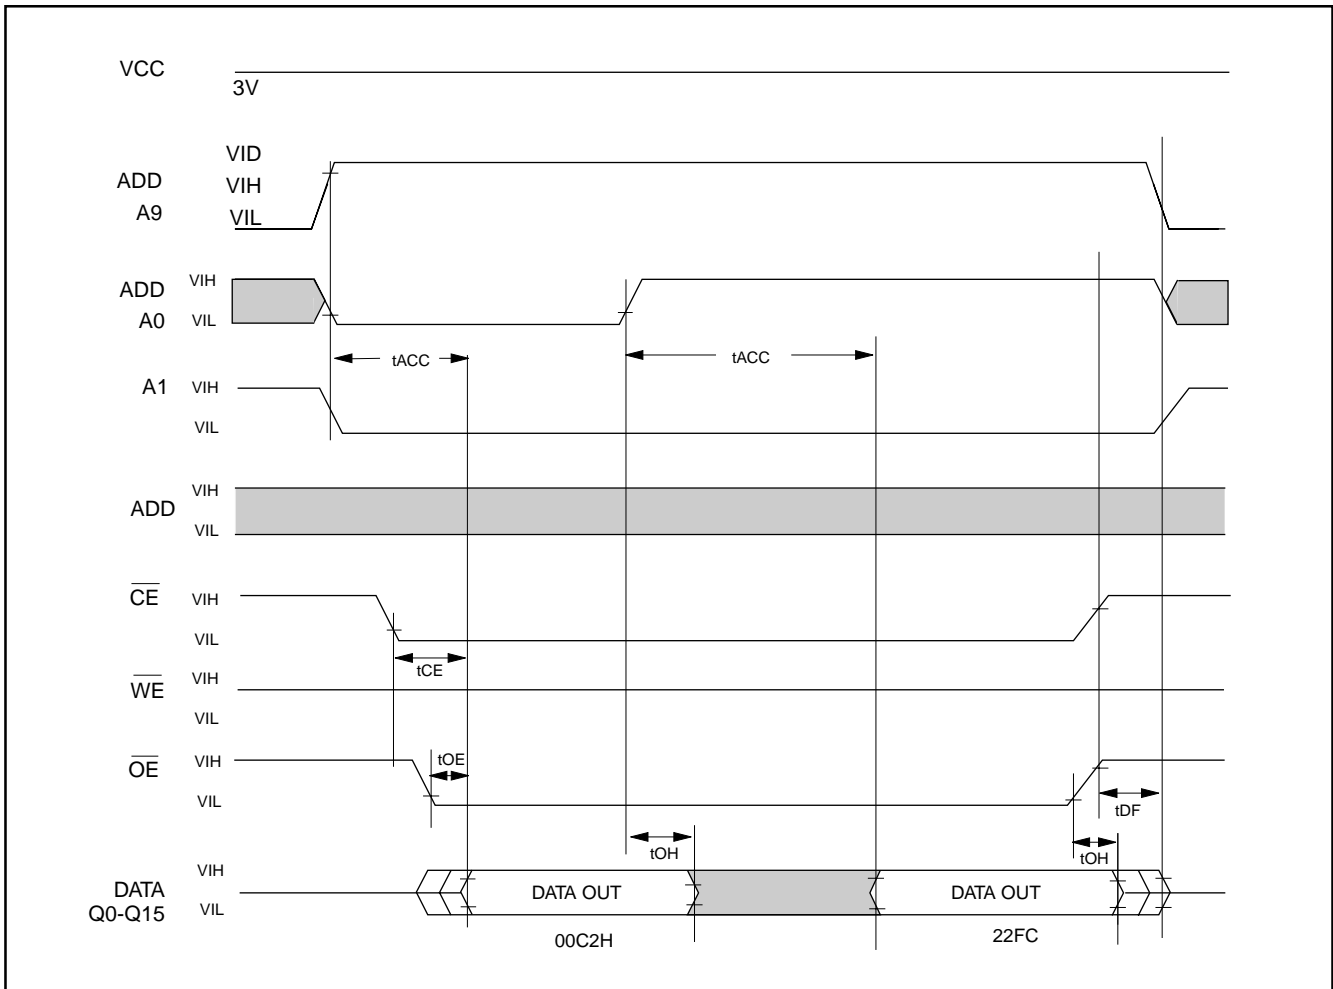 VCC
3V
VID
ADD
VIH
A9
VIL
VIH
ADD
A0
VIL
tACC
tACC
A1
VIH
VIL
VIH
ADD
VIL
CE
VIH
VIL
tCE
VIH
WE
VIL
tOE
VIH
OE
VIL
tDF
tOH
tOH
VIH
DATA
DATA OUT
DATA OUT
Q0-Q15
VIL
00C2H
22FC